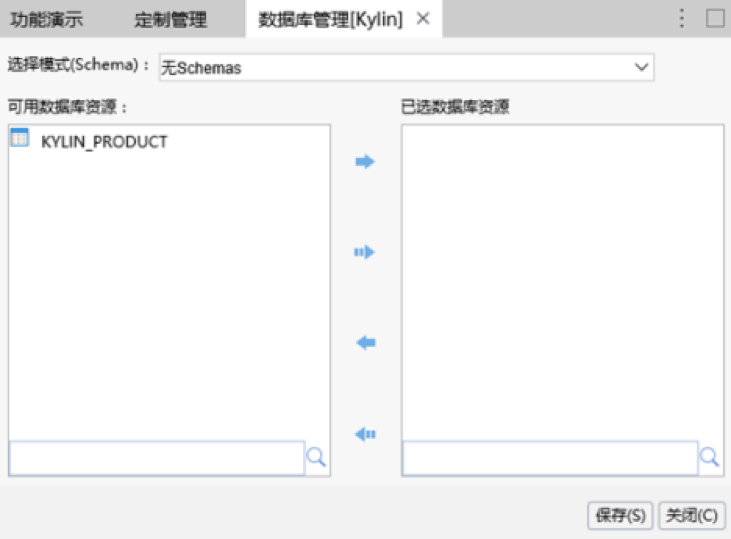 功能演示 定制管理 数据库管理[Kylin]
选择模式(Schema)： 无Schemas
可用数据库资源： 已选数据库资源
KYLIN_PRODUCT
保存(S) 关闭(C)